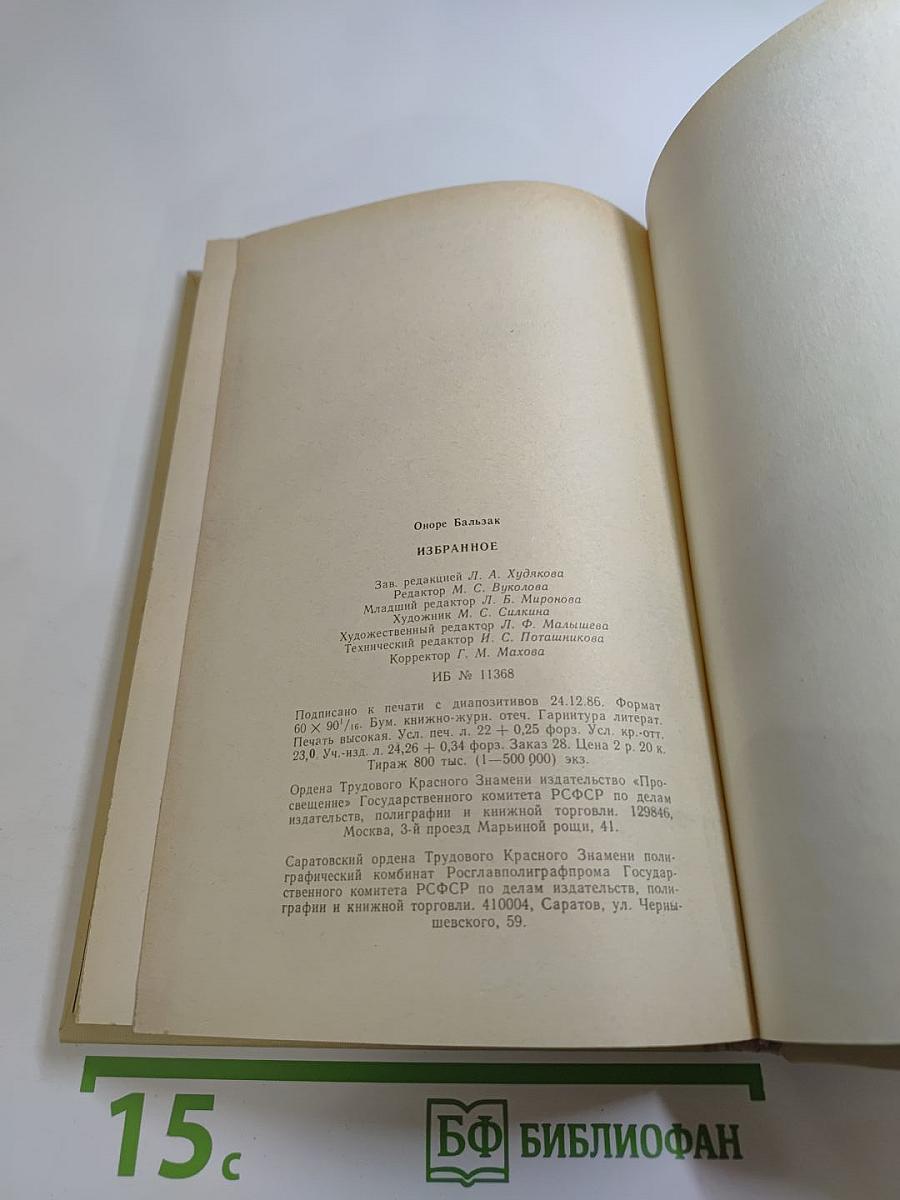 Оноре Бальзак
ИЗБРАННОЕ
Зав. редакцией Л. А. Худякова
Редактор М. С. Вуколова
Младший редактор Л. Б. Миронова
Художник М. С. Силкина
Художественный редактор Л. Ф. Малышева
Технический редактор И. С. Поташникова
Корректор Г. М. Махова
ИБ № 11368
Подписано к печати с диапозитивов 24.12.86. Формат
60 × 90¹/₁₆. Бум. книжно-журн. отеч. Гарнитура литерат.
Печать высокая. Усл. печ. л. 22 + 0,25 форз. Усл. кр.-отт.
23,0. Уч.-изд. л. 24,26 + 0,34 форз. Заказ 28. Цена 2 р. 20 к.
Тираж 800 тыс. (1—500 000) экз.
Ордена Трудового Красного Знамени издательство «Про-
свещение» Государственного комитета РСФСР по делам
издательств, полиграфии и книжной торговли. 129846,
Москва, 3-й проезд Марьиной рощи, 41.
Саратовский ордена Трудового Красного Знамени поли-
графический комбинат Росглавполиграфпрома Государ-
ственного комитета РСФСР по делам издательств, поли-
графии и книжной торговли. 410004, Саратов, ул. Черны-
шевского, 59.
15 с
БФ БИБЛИОФАН